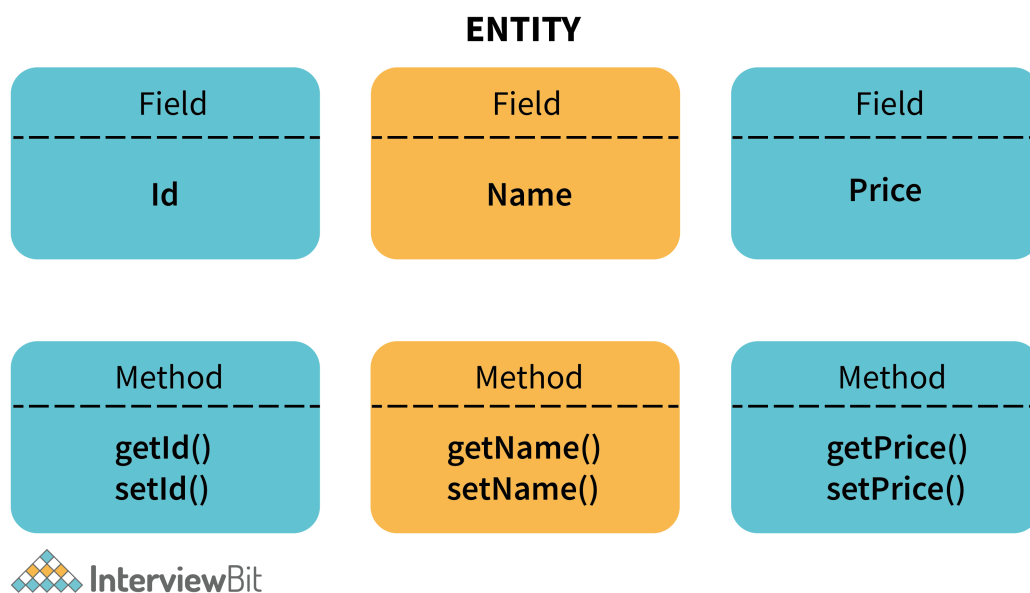 ENTITY
Field
Id
Field
Name
Field
Price
Method
getId()
setId()
Method
getName()
setName()
Method
getPrice()
setPrice()
InterviewBit